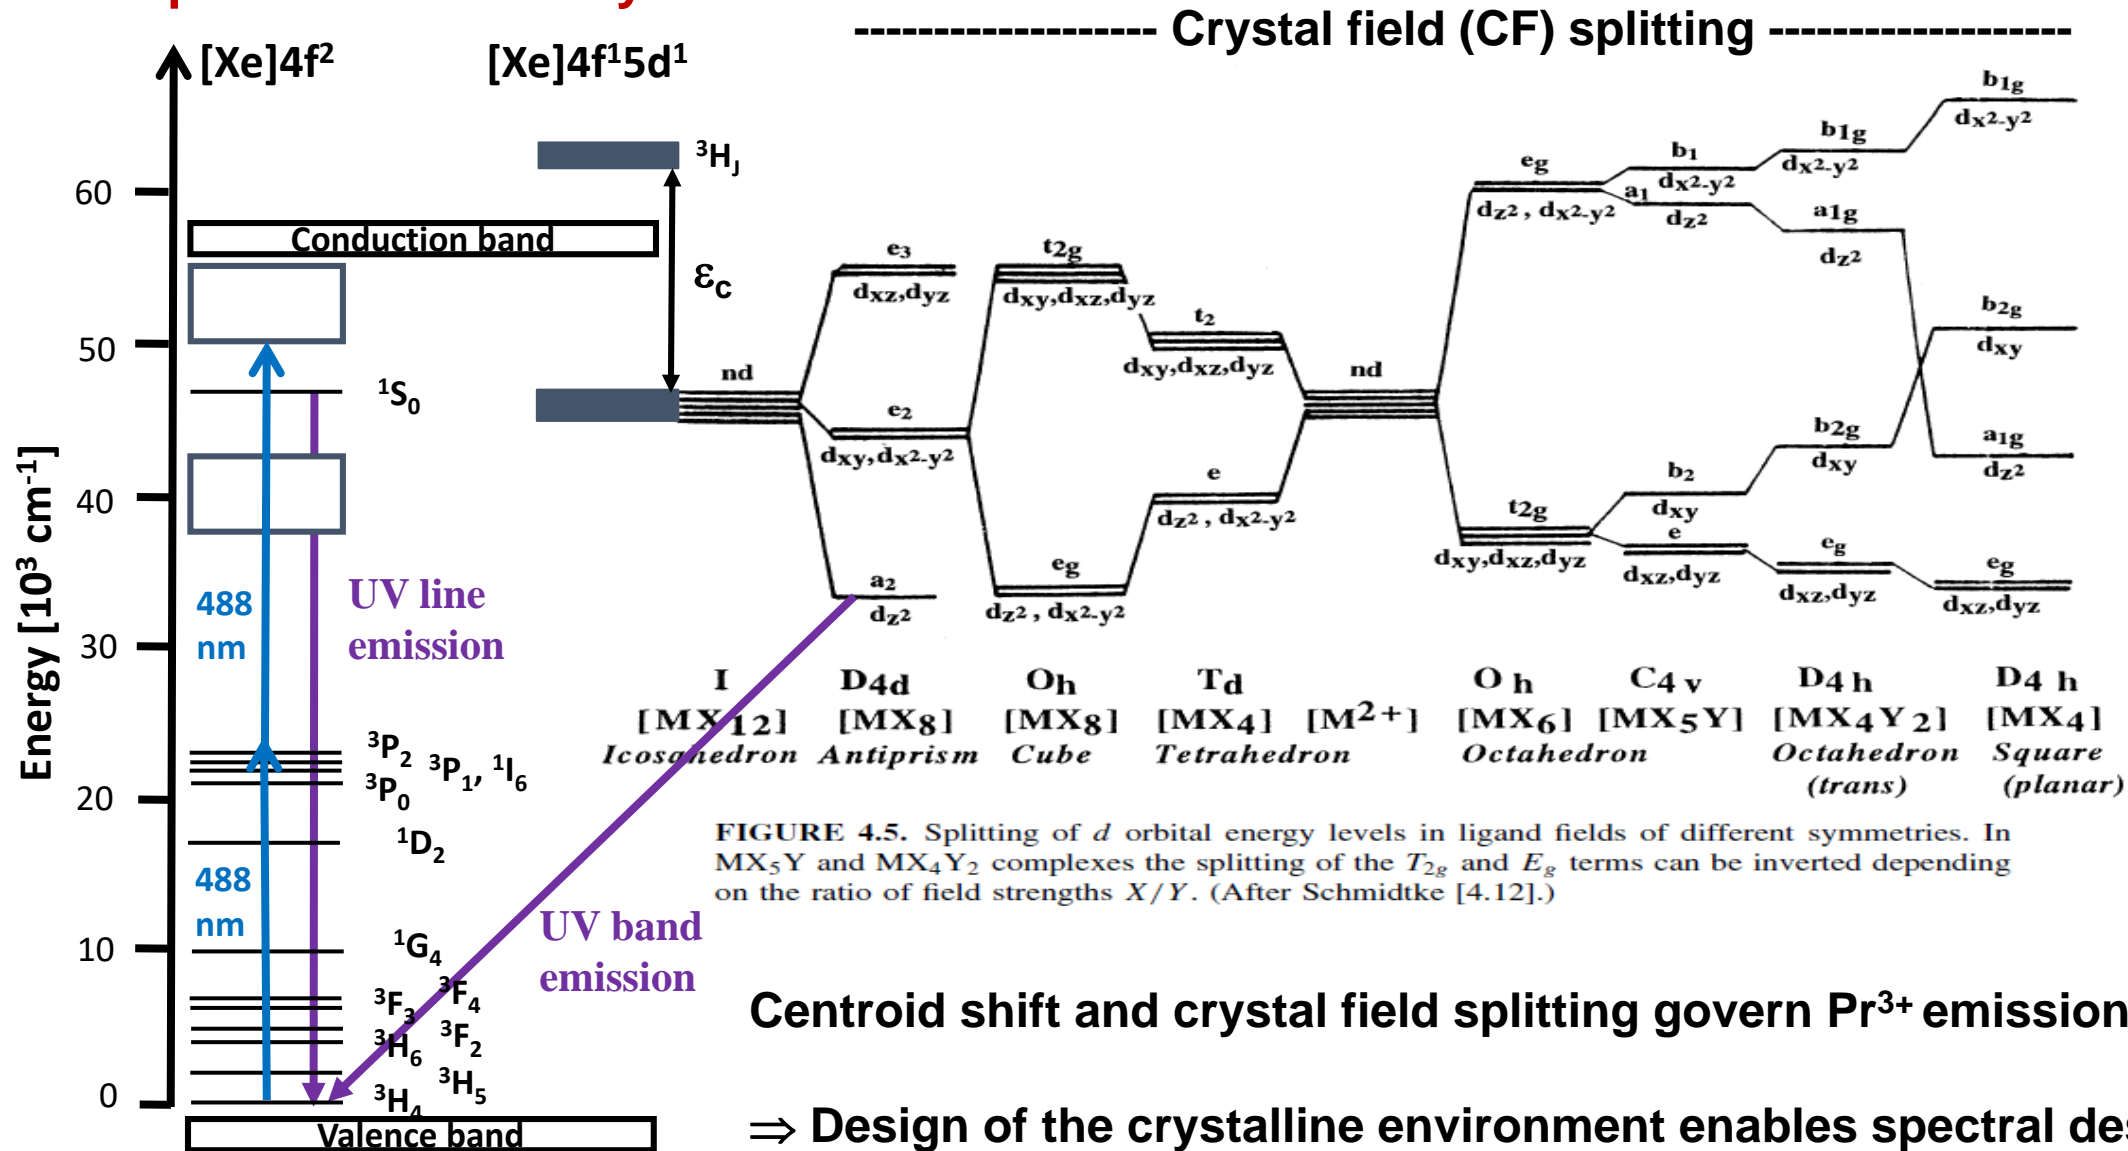 ------------------- Crystal field (CF) splitting -------------------
[Xe]4f²
[Xe]4f¹5d¹
Energy [10³ cm⁻¹]
60
50
40
30
20
10
0
³Hⱼ
Conduction band
εc
¹S₀
488
nm
UV line
emission
³P₂
³P₁, ¹I₆
³P₀
¹D₂
488
nm
¹G₄
UV band
emission
³F₄
³F₃
³F₂
³H₆
³H₅
³H₄
Valence band
nd
e3
dxz,dyz
e2
dxy,dx²-y²
a2
dz²
t2g
dxy,dxz,dyz
eg
dz², dx²-y²
t2
dxy,dxz,dyz
e
dz², dx²-y²
nd
eg
dz², dx²-y²
t2g
dxy,dxz,dyz
b1
dx²-y²
a1
dz²
b2
dxy
e
dxz,dyz
b1g
dx²-y²
a1g
dz²
b2g
dxy
eg
dxz,dyz
b1g
dx²-y²
b2g
dxy
a1g
dz²
eg
dxz,dyz
I D4d Oh Td O h C4 v D4 h D4 h
[MX12] [MX8] [MX8] [MX4] [M²⁺] [MX6] [MX5Y] [MX4Y2] [MX4]
Icosahedron Antiprism Cube Tetrahedron Octahedron Octahedron Square
(trans) (planar)
FIGURE 4.5. Splitting of d orbital energy levels in ligand fields of different symmetries. In
MX₅Y and MX₄Y₂ complexes the splitting of the T₂g and Eg terms can be inverted depending
on the ratio of field strengths X/Y. (After Schmidtke [4.12].)
Centroid shift and crystal field splitting govern Pr³⁺ emission
⇒ Design of the crystalline environment enables spectral des